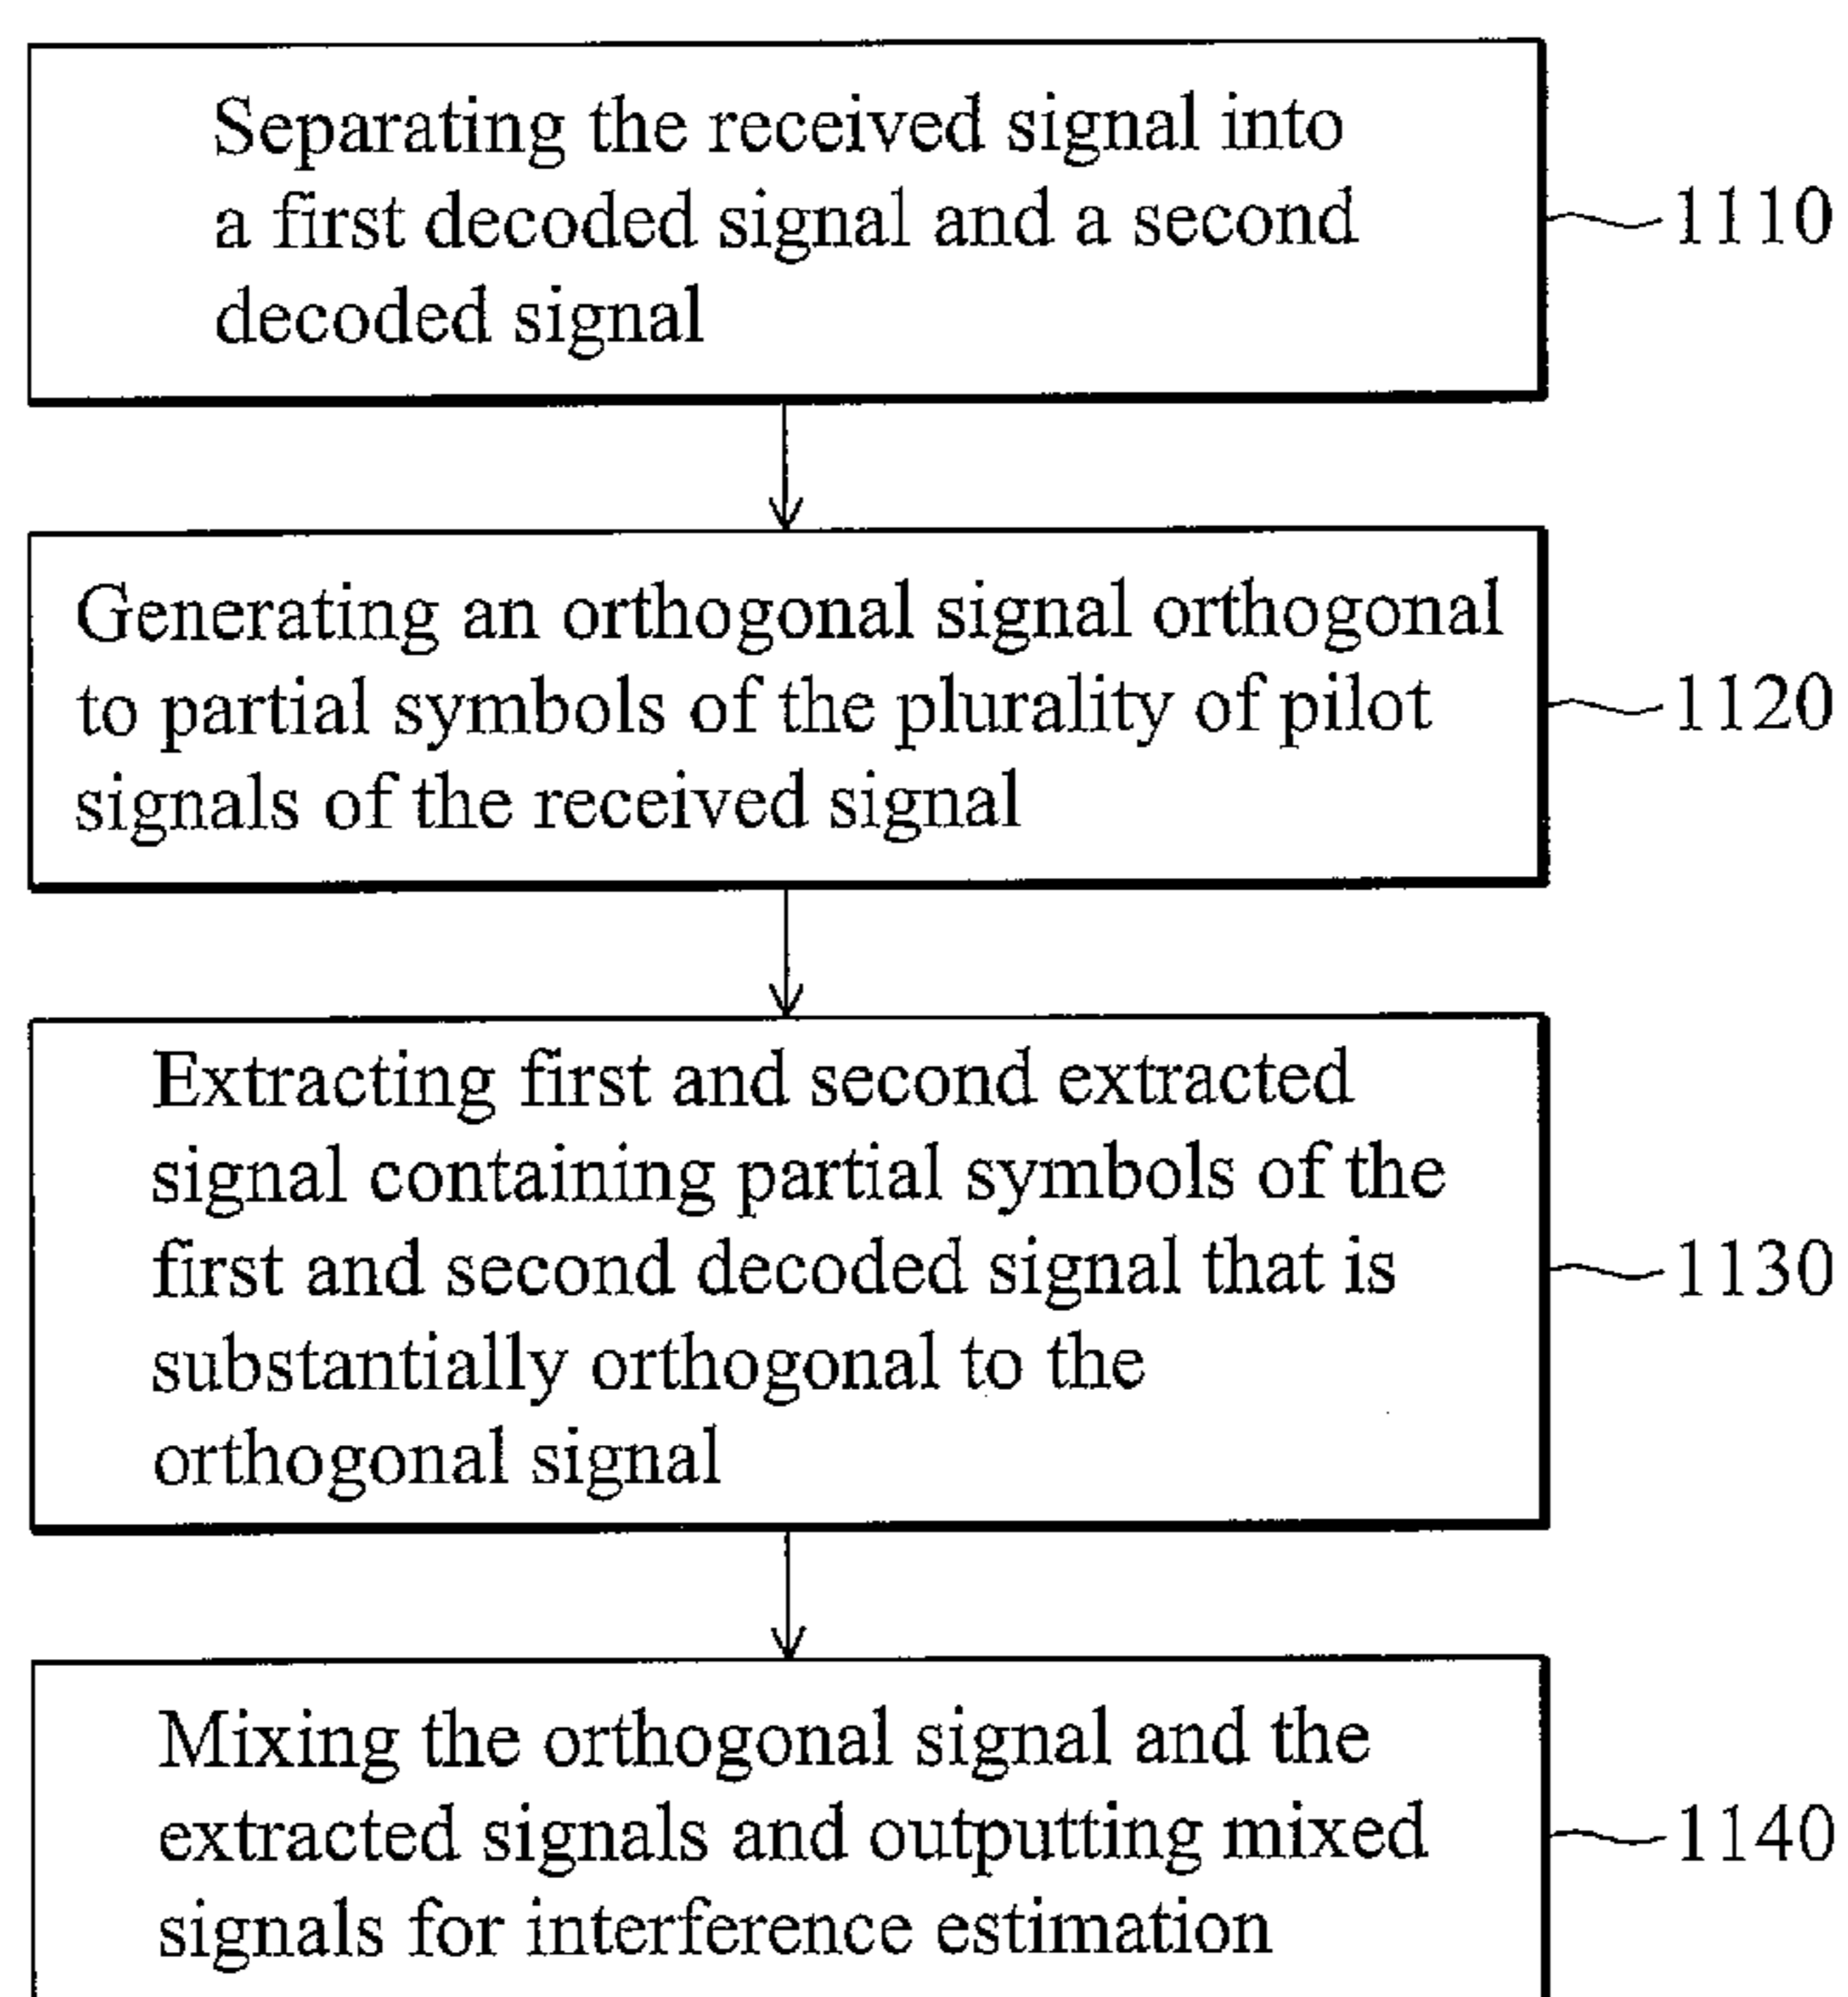 Separating the received signal into
a first decoded signal and a second
decoded signal
1110
Generating an orthogonal signal orthogonal
to partial symbols of the plurality of pilot
signals of the received signal
1120
Extracting first and second extracted
signal containing partial symbols of the
first and second decoded signal that is
substantially orthogonal to the
orthogonal signal
1130
Mixing the orthogonal signal and the
extracted signals and outputting mixed
signals for interference estimation
1140